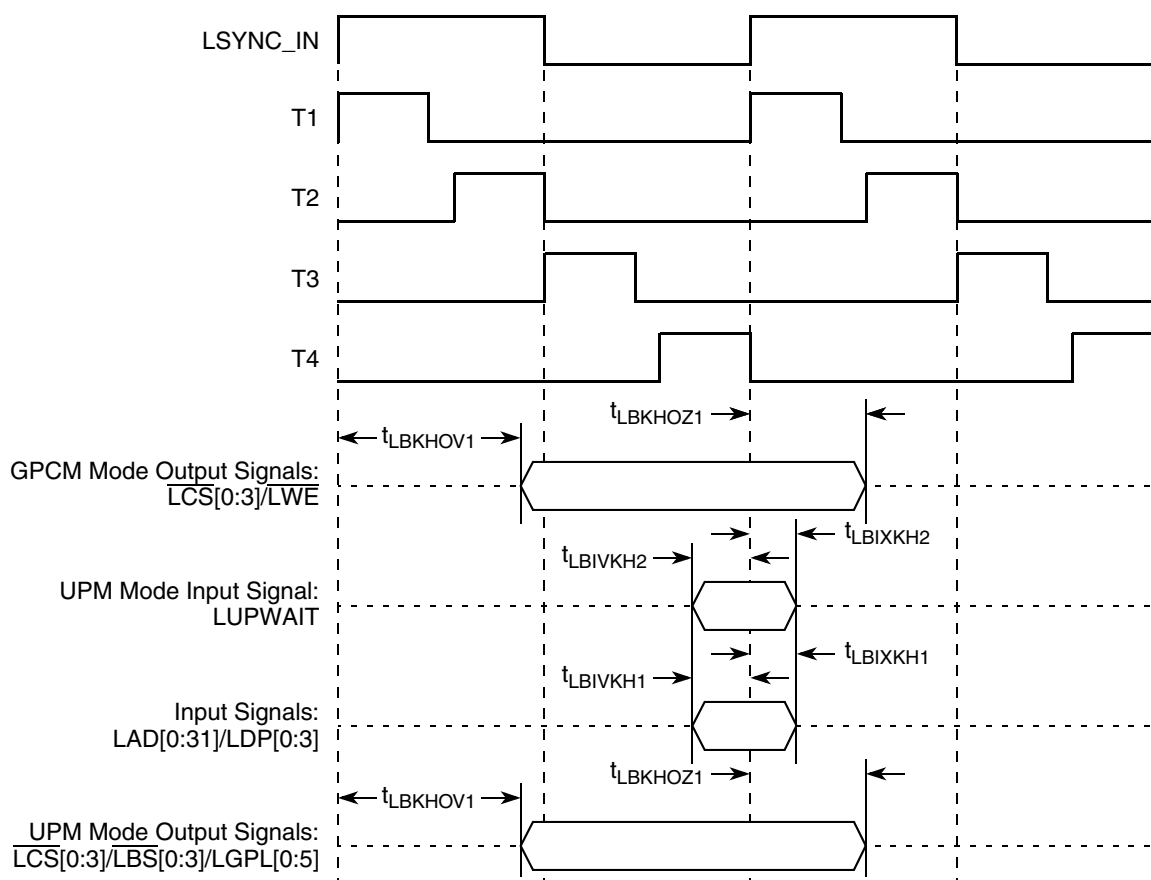 LSYNC_IN
T1
T2
T3
T4
tLBKHOZ1
tLBKHOV1
GPCM Mode Output Signals:
LCS[0:3]/LWE
tLBIXKH2
tLBIVKH2
UPM Mode Input Signal:
LUPWAIT
tLBIXKH1
tLBIVKH1
Input Signals:
LAD[0:31]/LDP[0:3]
tLBKHOZ1
tLBKHOV1
UPM Mode Output Signals:
LCS[0:3]/LBS[0:3]/LGPL[0:5]